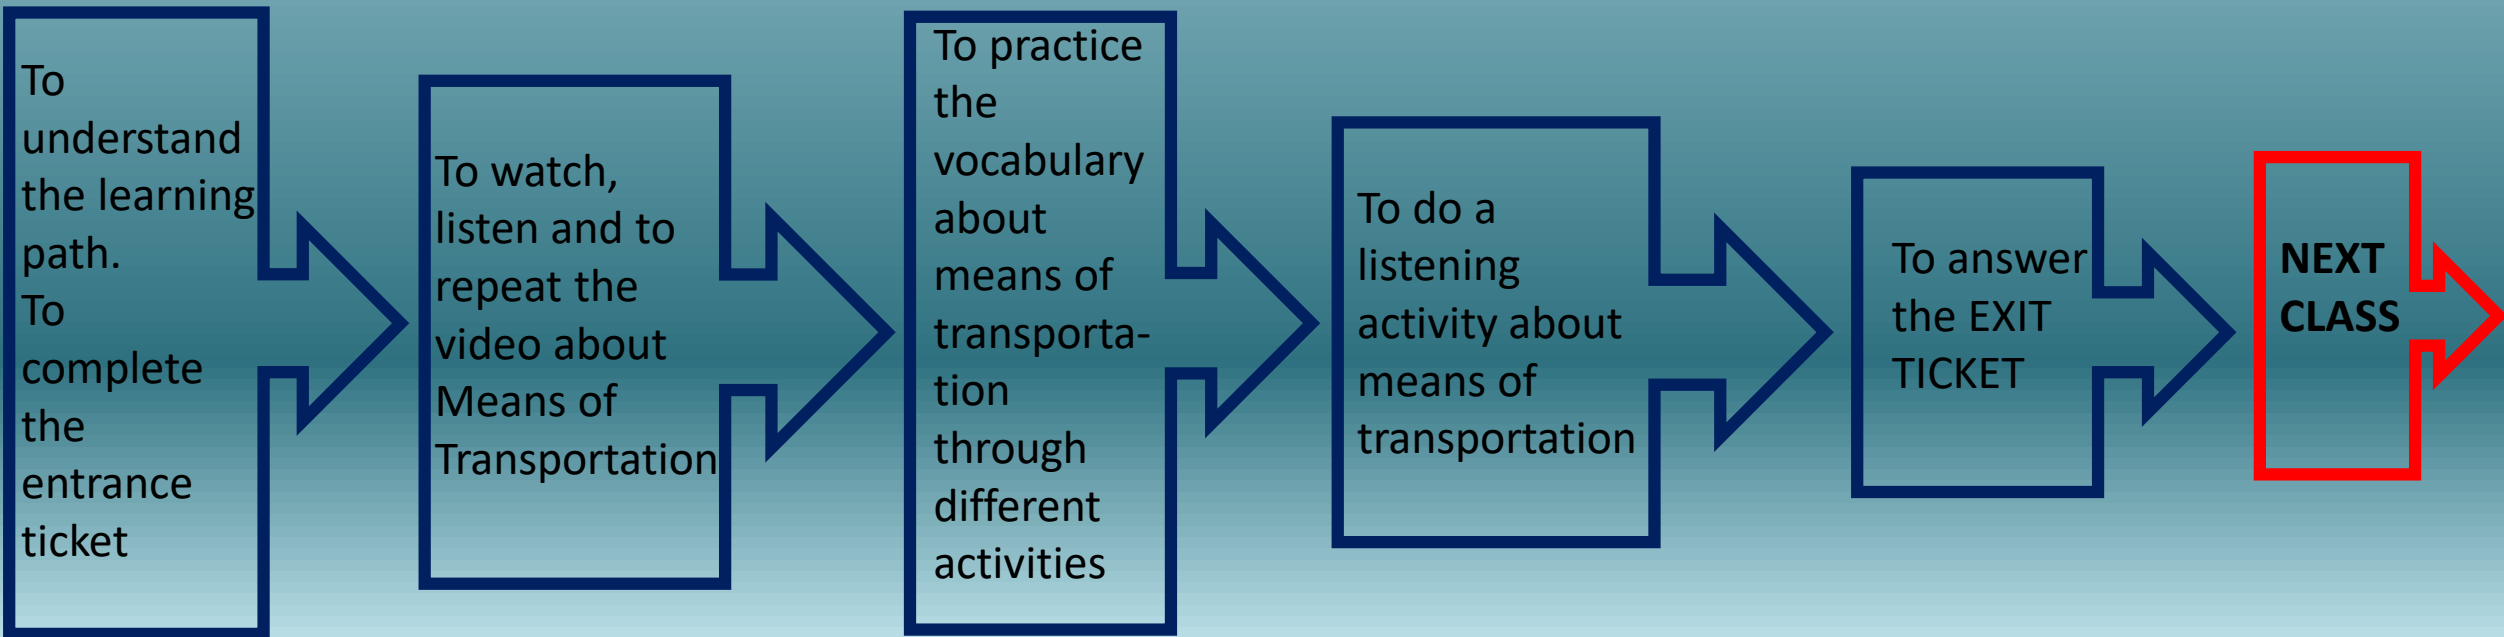 To
understand
the learning
path.
To
complete
the
entrance
ticket
To watch,
listen and to
repeat the
video about
Means of
Transportation
To practice
the
vocabulary
about
means of
transporta-
tion
through
different
activities
To do a
listening
activity about
means of
transportation
To answer
the EXIT
TICKET
NEXT
CLASS